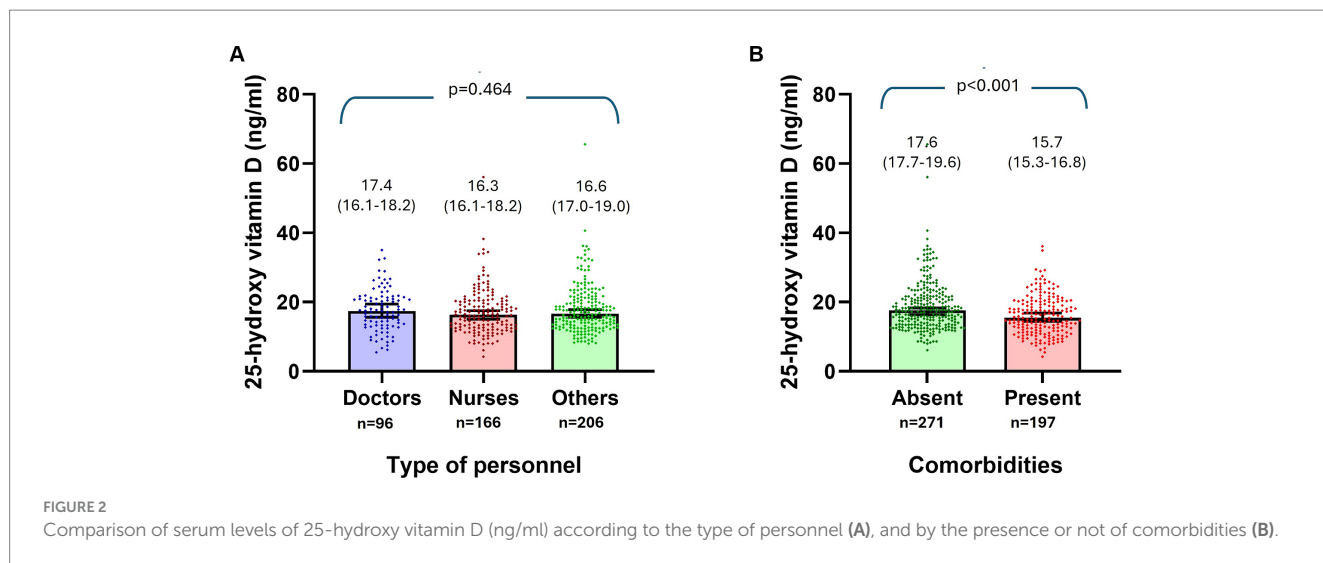 A
25-hydroxy vitamin D (ng/ml)
80
60
40
20
0
p=0.464
17.4
(16.1-18.2)
16.3
(16.1-18.2)
16.6
(17.0-19.0)
Doctors
n=96
Nurses
n=166
Others
n=206
Type of personnel
B
25-hydroxy vitamin D (ng/ml)
80
60
40
20
0
p<0.001
17.6
(17.7-19.6)
15.7
(15.3-16.8)
Absent
n=271
Present
n=197
Comorbidities
FIGURE 2
Comparison of serum levels of 25-hydroxy vitamin D (ng/ml) according to the type of personnel (A), and by the presence or not of comorbidities (B).